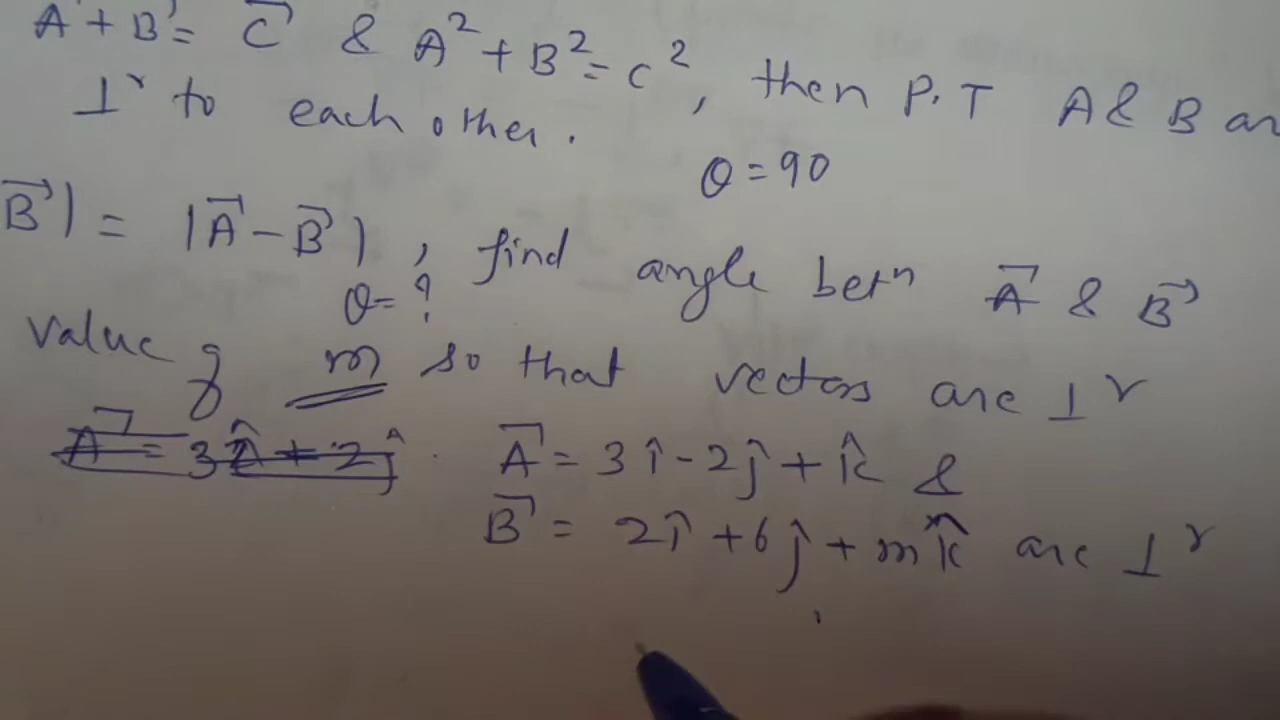 A + B = C⃗ & A² + B² = C², then P.T A & B
⊥ʳ to each other.
θ = 90
B⃗| = |A⃗ - B⃗|, find angle betⁿ A⃗ & B⃗
θ = ?
value of m so that vectors are ⊥ʳ
A⃗ = 3î - 2ĵ + k̂ &
B⃗ = 2î + 6ĵ + mk̂ are ⊥ʳ